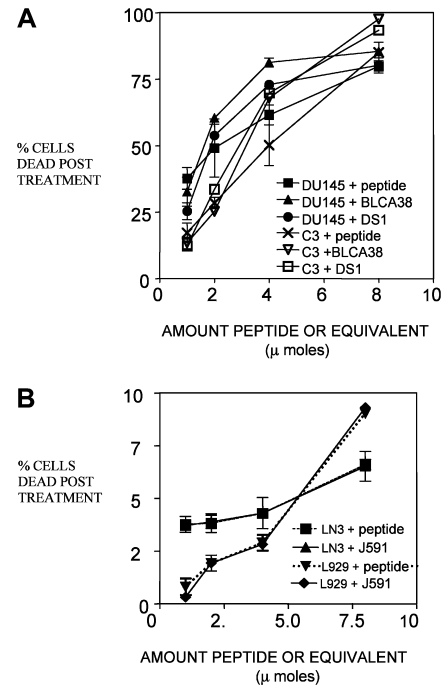 A
100
75
50
25
0
% CELLS
DEAD POST
TREATMENT
DU145 + peptide
DU145 + BLCA38
DU145 + DS1
C3 + peptide
C3 +BLCA38
C3 + DS1
0 2 4 6 8 10
AMOUNT PEPTIDE OR EQUIVALENT
(μ moles)
B
10
7
5
2
0
% CELLS
DEAD POST
TREATMENT
LN3 + peptide
LN3 + J591
L929 + peptide
L929 + J591
0 2. 5.0 7.5 10
AMOUNT PEPTIDE OR EQUIVALENT
(μ moles)